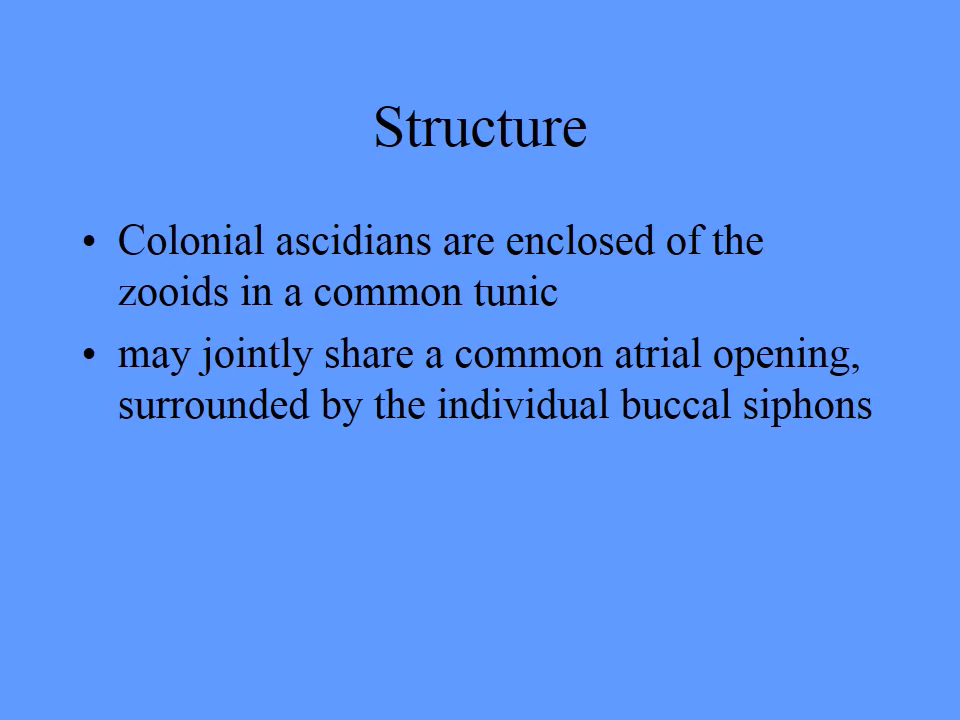 Structure
• Colonial ascidians are enclosed of the
zooids in a common tunic
• may jointly share a common atrial opening,
surrounded by the individual buccal siphons